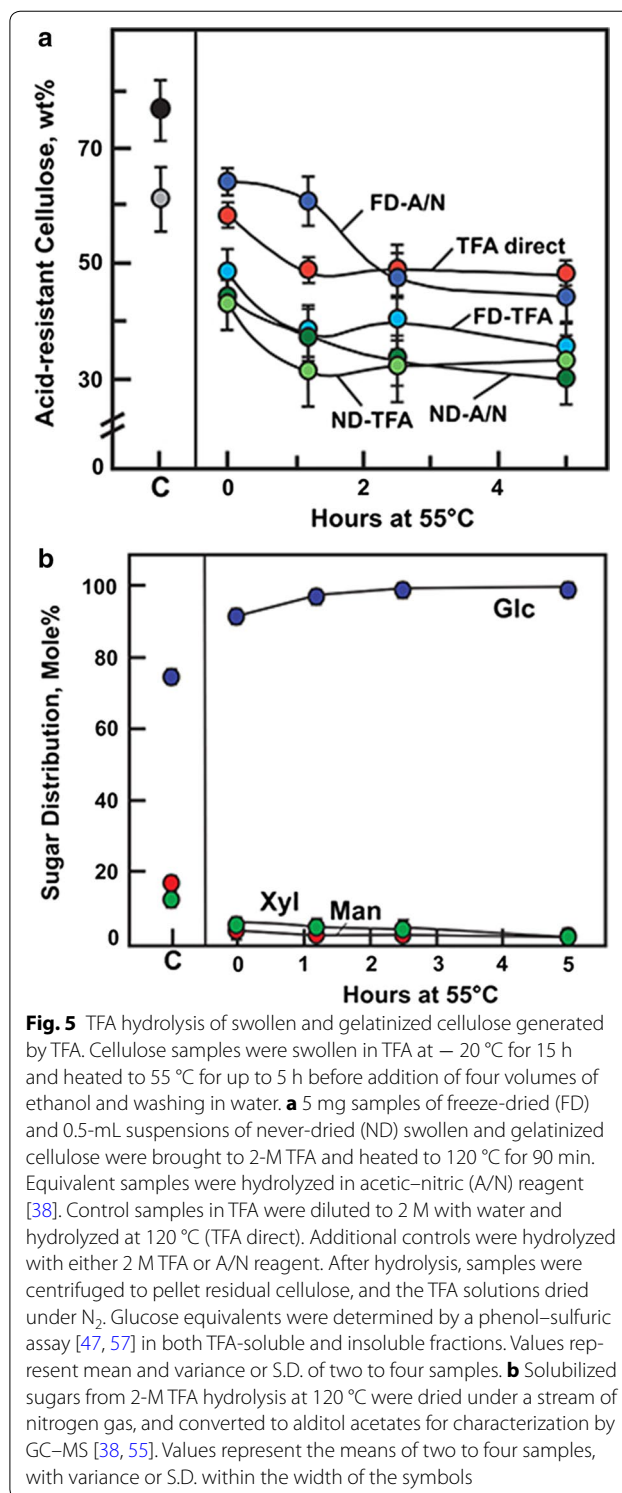 a
Acid-resistant Cellulose, wt%
70
50
30
0
FD-A/N
TFA direct
FD-TFA
ND-TFA
ND-A/N
C
0
2
4
Hours at 55°C
b
Sugar Distribution, Mole%
100
80
60
40
20
0
Glc
Xyl
Man
C
0
1
2
3
4
5
Hours at 55°C
Fig. 5 TFA hydrolysis of swollen and gelatinized cellulose generated
by TFA. Cellulose samples were swollen in TFA at − 20 °C for 15 h
and heated to 55 °C for up to 5 h before addition of four volumes of
ethanol and washing in water. a 5 mg samples of freeze-dried (FD)
and 0.5-mL suspensions of never-dried (ND) swollen and gelatinized
cellulose were brought to 2-M TFA and heated to 120 °C for 90 min.
Equivalent samples were hydrolyzed in acetic–nitric (A/N) reagent
[38]. Control samples in TFA were diluted to 2 M with water and
hydrolyzed at 120 °C (TFA direct). Additional controls were hydrolyzed
with either 2 M TFA or A/N reagent. After hydrolysis, samples were
centrifuged to pellet residual cellulose, and the TFA solutions dried
under N₂. Glucose equivalents were determined by a phenol–sulfuric
assay [47, 57] in both TFA-soluble and insoluble fractions. Values rep-
resent mean and variance or S.D. of two to four samples. b Solubilized
sugars from 2-M TFA hydrolysis at 120 °C were dried under a stream of
nitrogen gas, and converted to alditol acetates for characterization by
GC–MS [38, 55]. Values represent the means of two to four samples,
with variance or S.D. within the width of the symbols